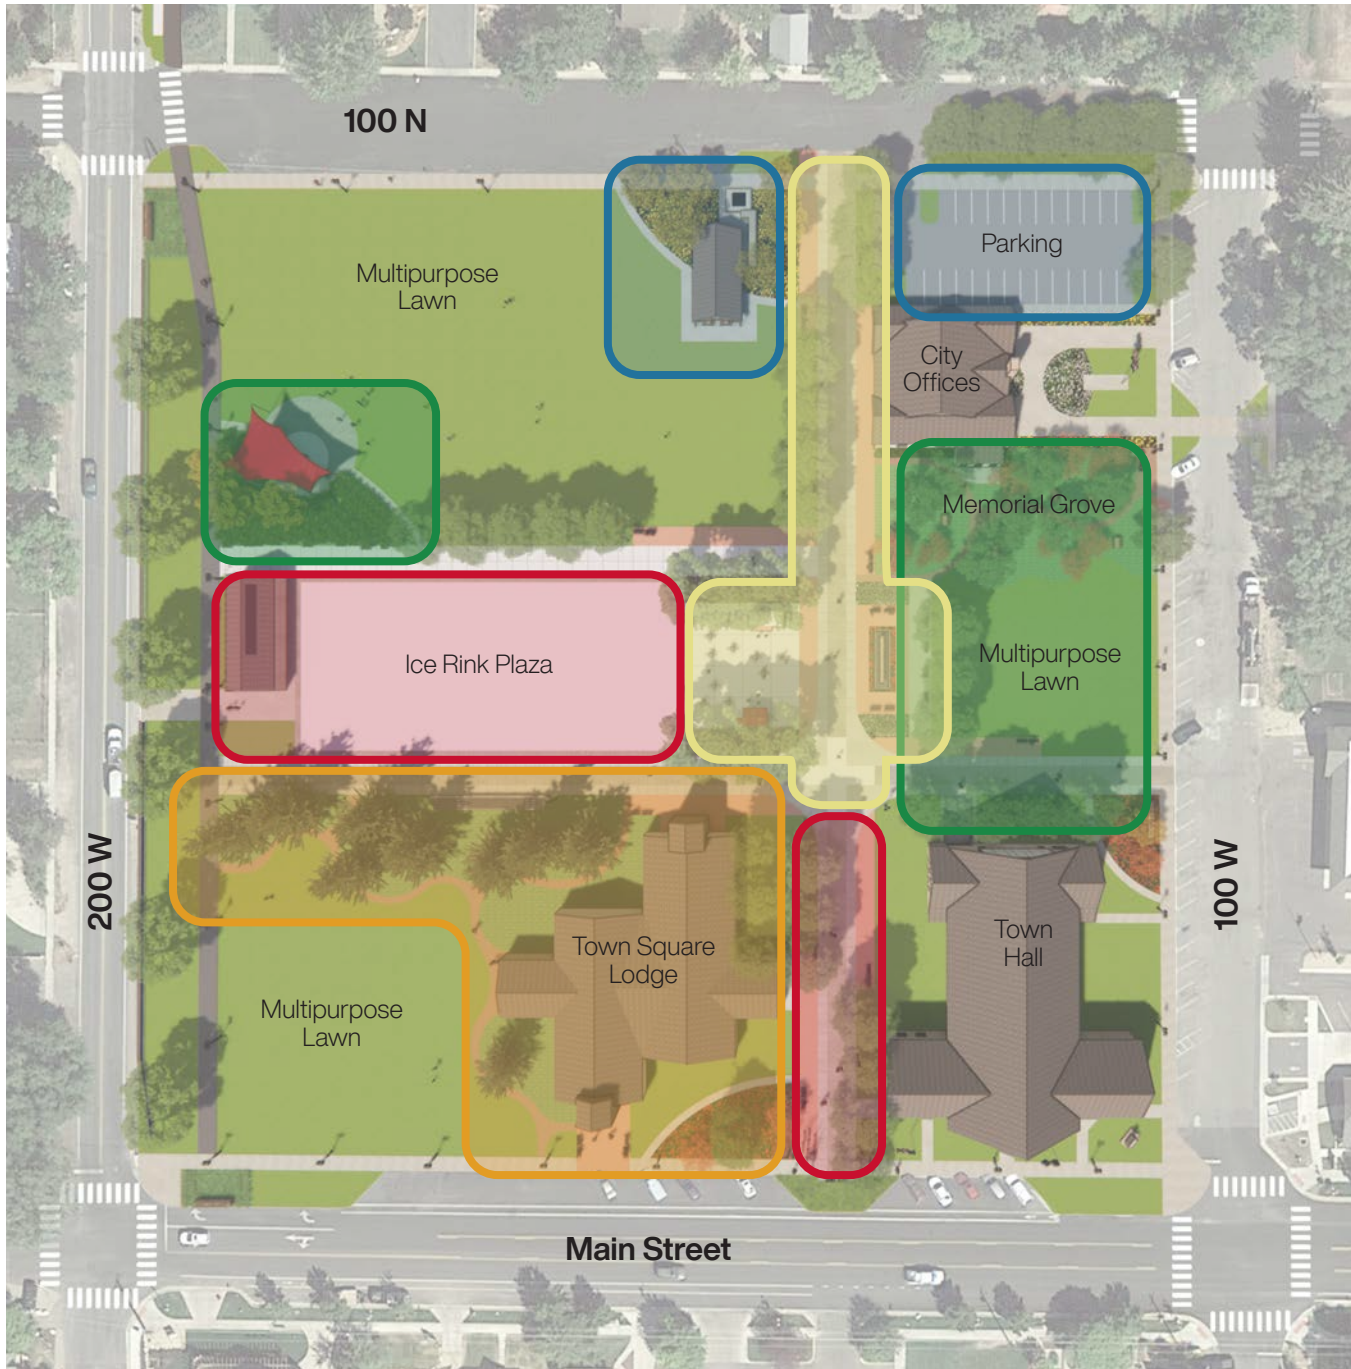 100 N
Parking
Multipurpose
Lawn
City
Offices
Memorial Grove
Ice Rink Plaza
Multipurpose
Lawn
200 W
100 W
Town Square
Lodge
Town
Hall
Multipurpose
Lawn
Main Street